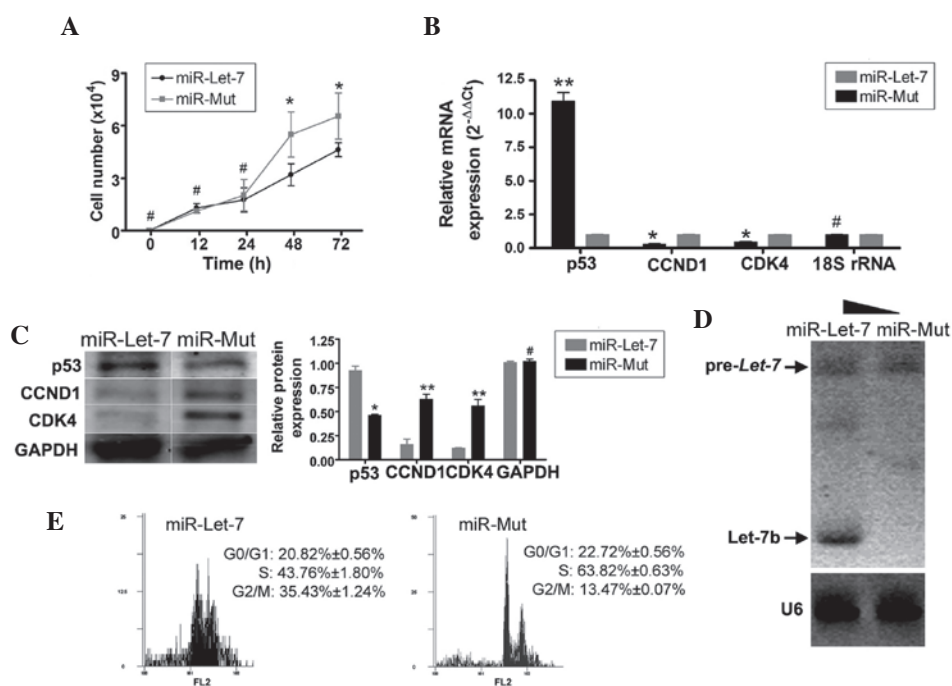 A
miR-Let-7
miR-Mut
Cell number (x10⁴)
9
6
3
0
#
#
#
*
*
0 12 24 48 72
Time (h)
B
miR-Let-7
miR-Mut
Relative mRNA
expression (2^-ΔΔCt)
12.5
10.0
7.5
5.0
2.5
0.0
**
*
*
#
p53 CCND1 CDK4 18S rRNA
C
miR-Let-7 miR-Mut
p53
CCND1
CDK4
GAPDH
miR-Let-7
miR-Mut
Relative protein
expression
1.25
1.00
0.75
0.50
0.25
0.00
*
**
**
#
p53 CCND1 CDK4 GAPDH
D
miR-Let-7 miR-Mut
pre-Let-7
Let-7b
U6
E
miR-Let-7
G0/G1: 20.82%±0.56%
S: 43.76%±1.80%
G2/M: 35.43%±1.24%
FL2
miR-Mut
G0/G1: 22.72%±0.56%
S: 63.82%±0.63%
G2/M: 13.47%±0.07%
FL2